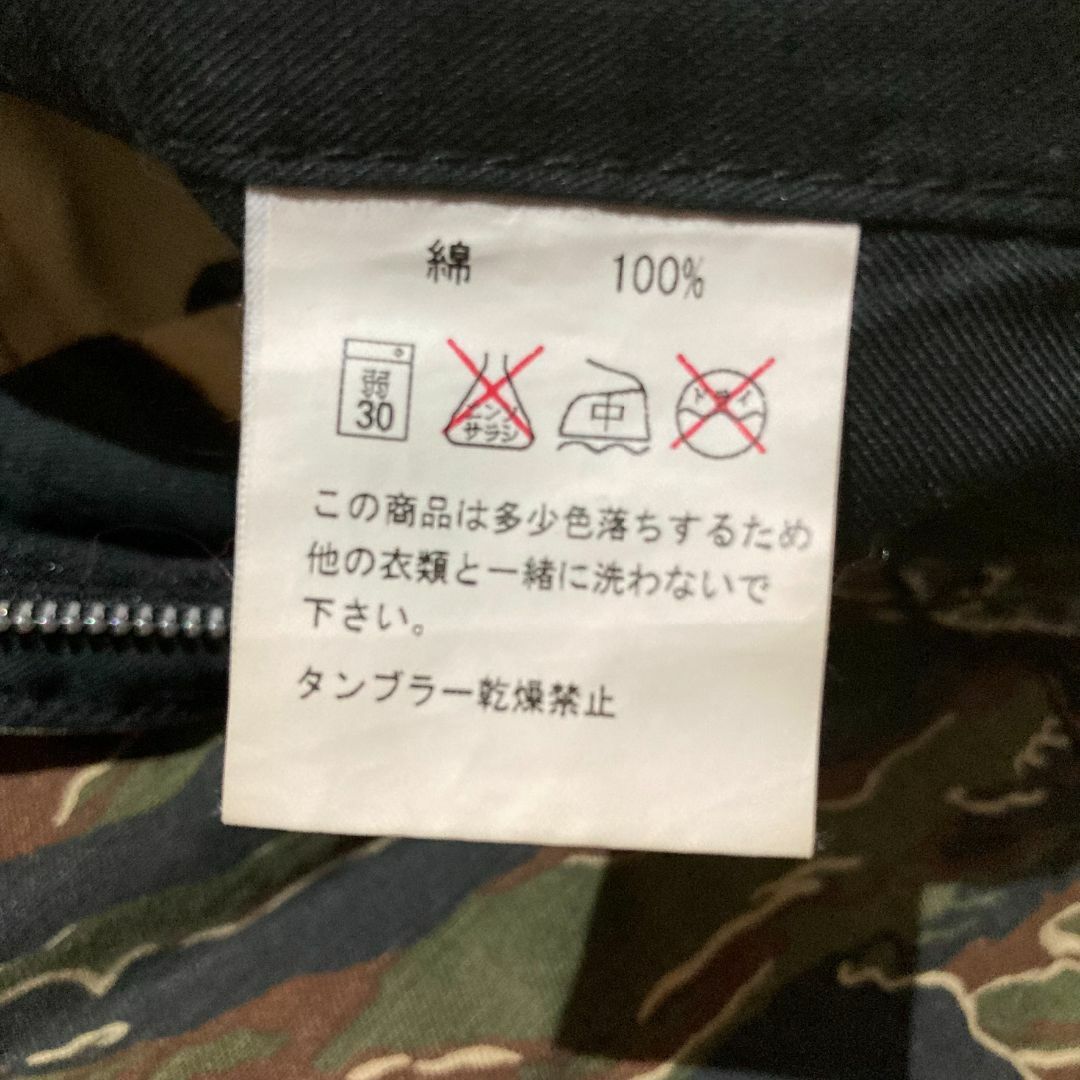 綿 100%
弱
30
エンソ
サラシ
中
ドライ
この商品は多少色落ちするため
他の衣類と一緒に洗わないで
下さい。
タンブラー乾燥禁止